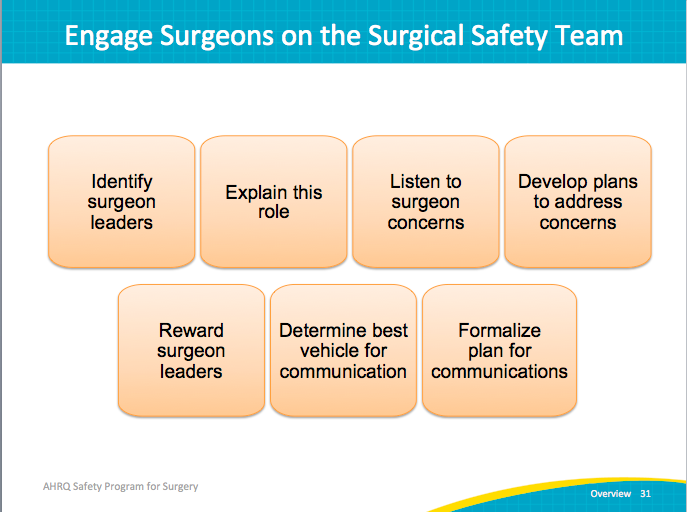 Engage Surgeons on the Surgical Safety Team
Identify
surgeon
leaders
Explain this
role
Listen to
surgeon
concerns
Develop plans
to address
concerns
Reward
surgeon
leaders
Determine best
vehicle for
communication
Formalize
plan for
communications
AHRQ Safety Program for Surgery
Overview 31